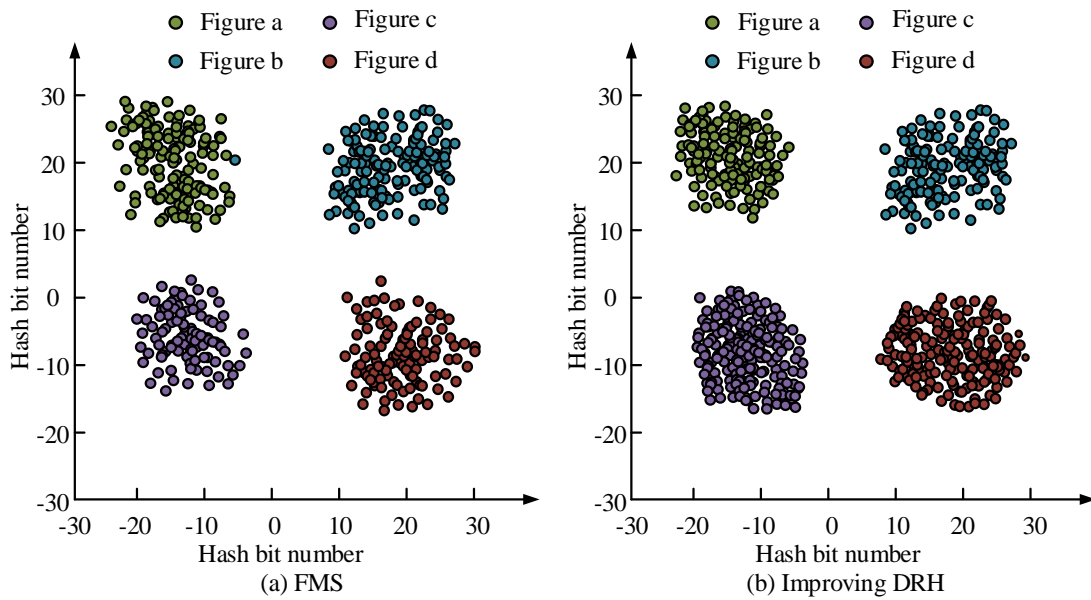 Figure a Figure c Figure a Figure c
Figure b Figure d Figure b Figure d
30 30
20 20
10 10
0 0
-10 -10
-20 -20
-30 -30
Hash bit number Hash bit number
-30 -20 -10 0 10 20 30 -30 -20 -10 0 10 20 30
Hash bit number Hash bit number
(a) FMS (b) Improving DRH